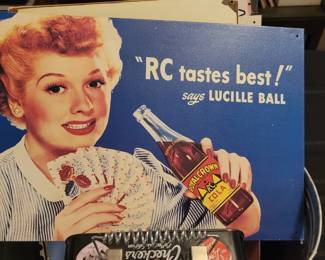 "RC tastes best!"
says LUCILLE BALL
ROYAL CROWN
COLA
Checkers